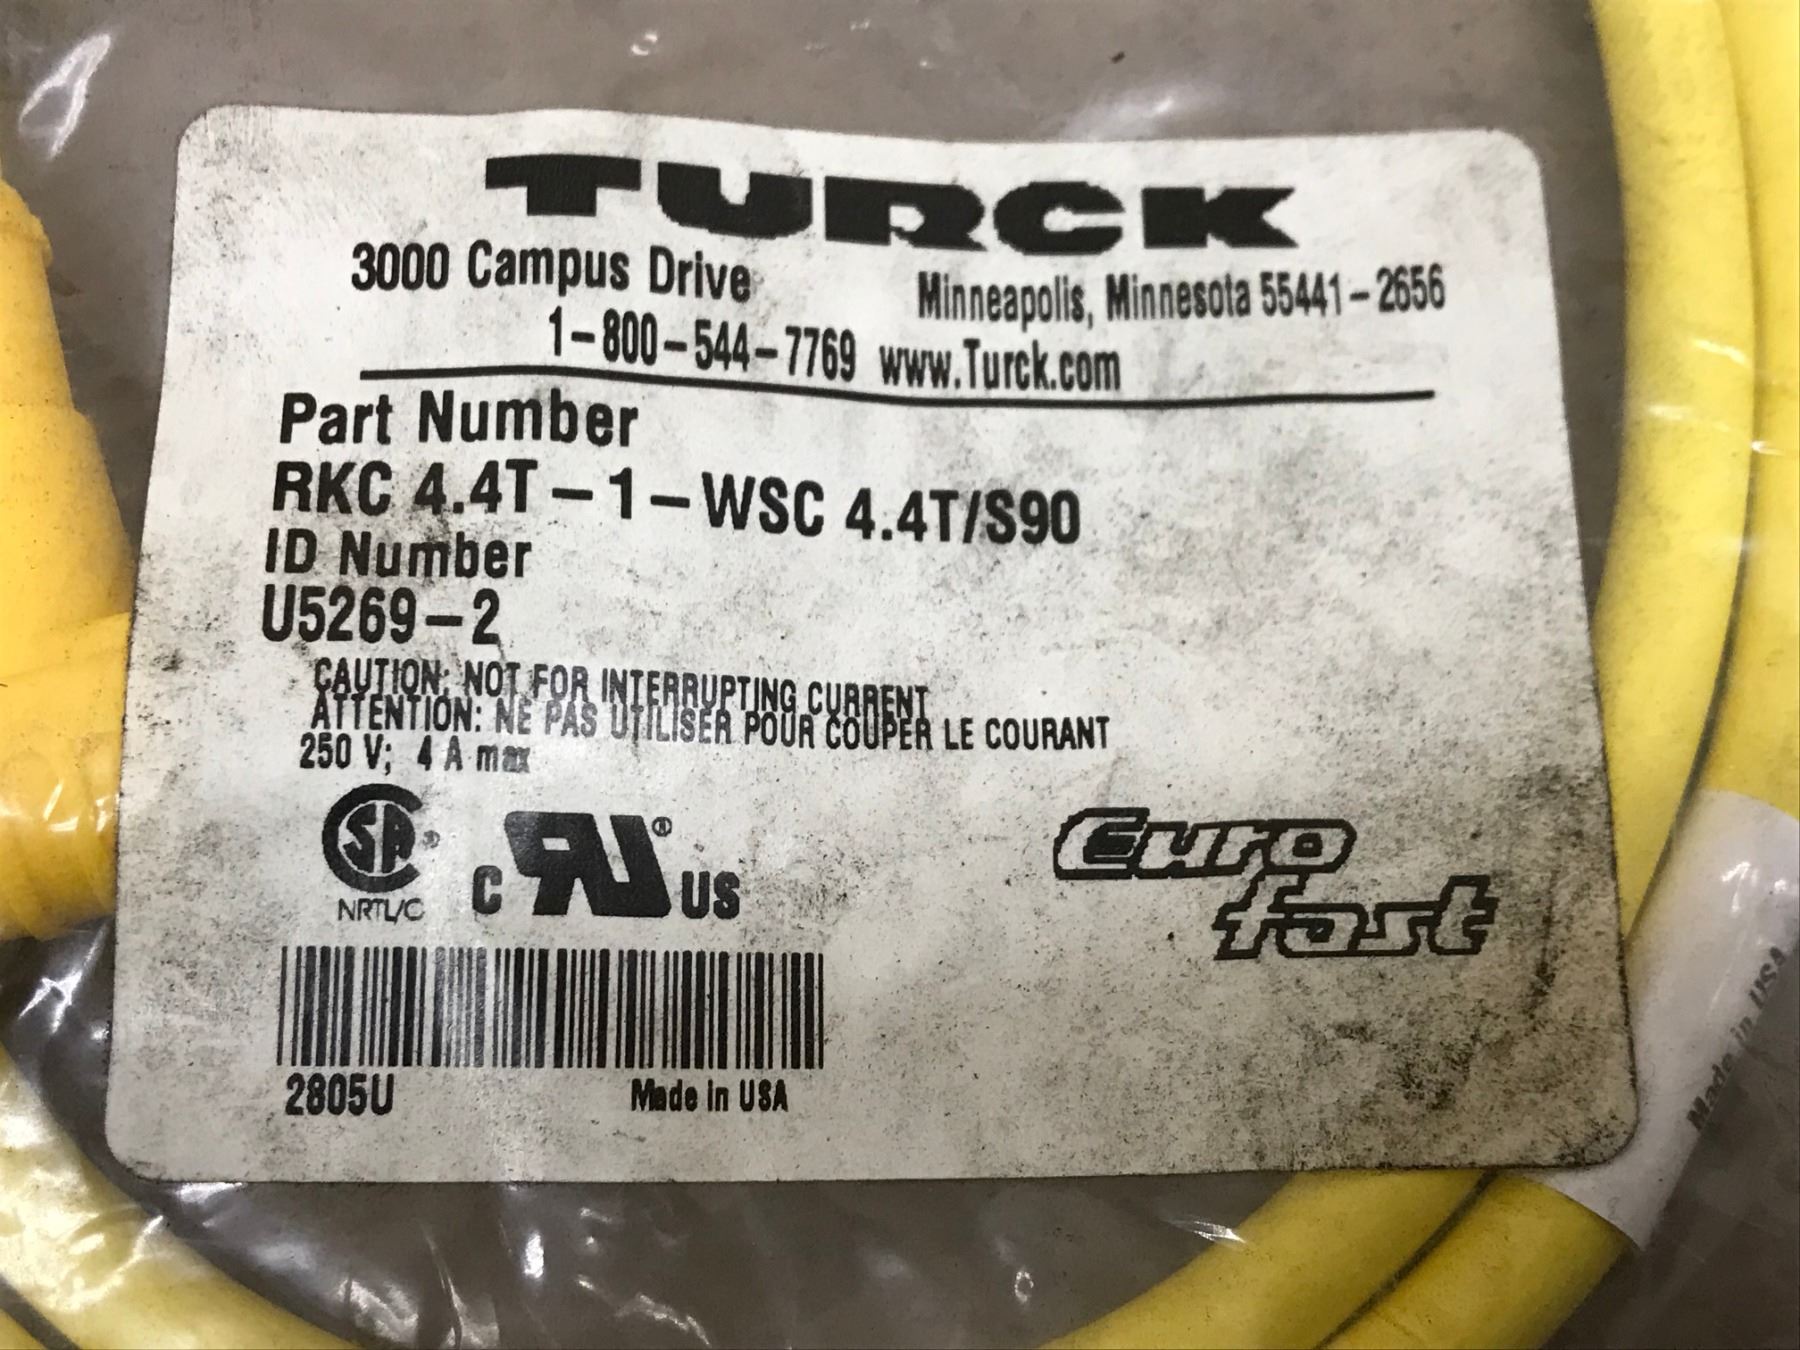 TURCK
3000 Campus Drive Minneapolis, Minnesota 55441-2656
1-800-544-7769 www.Turck.com
Part Number
RKC 4.4T-1-WSC 4.4T/S90
ID Number
U5269-2
CAUTION: NOT FOR INTERRUPTING CURRENT
ATTENTION: NE PAS UTILISER POUR COUPER LE COURANT
250 V; 4 A max
SA®
NRTL/C
C RU® US
Euro
fast
2805U
Made in USA
Made in USA